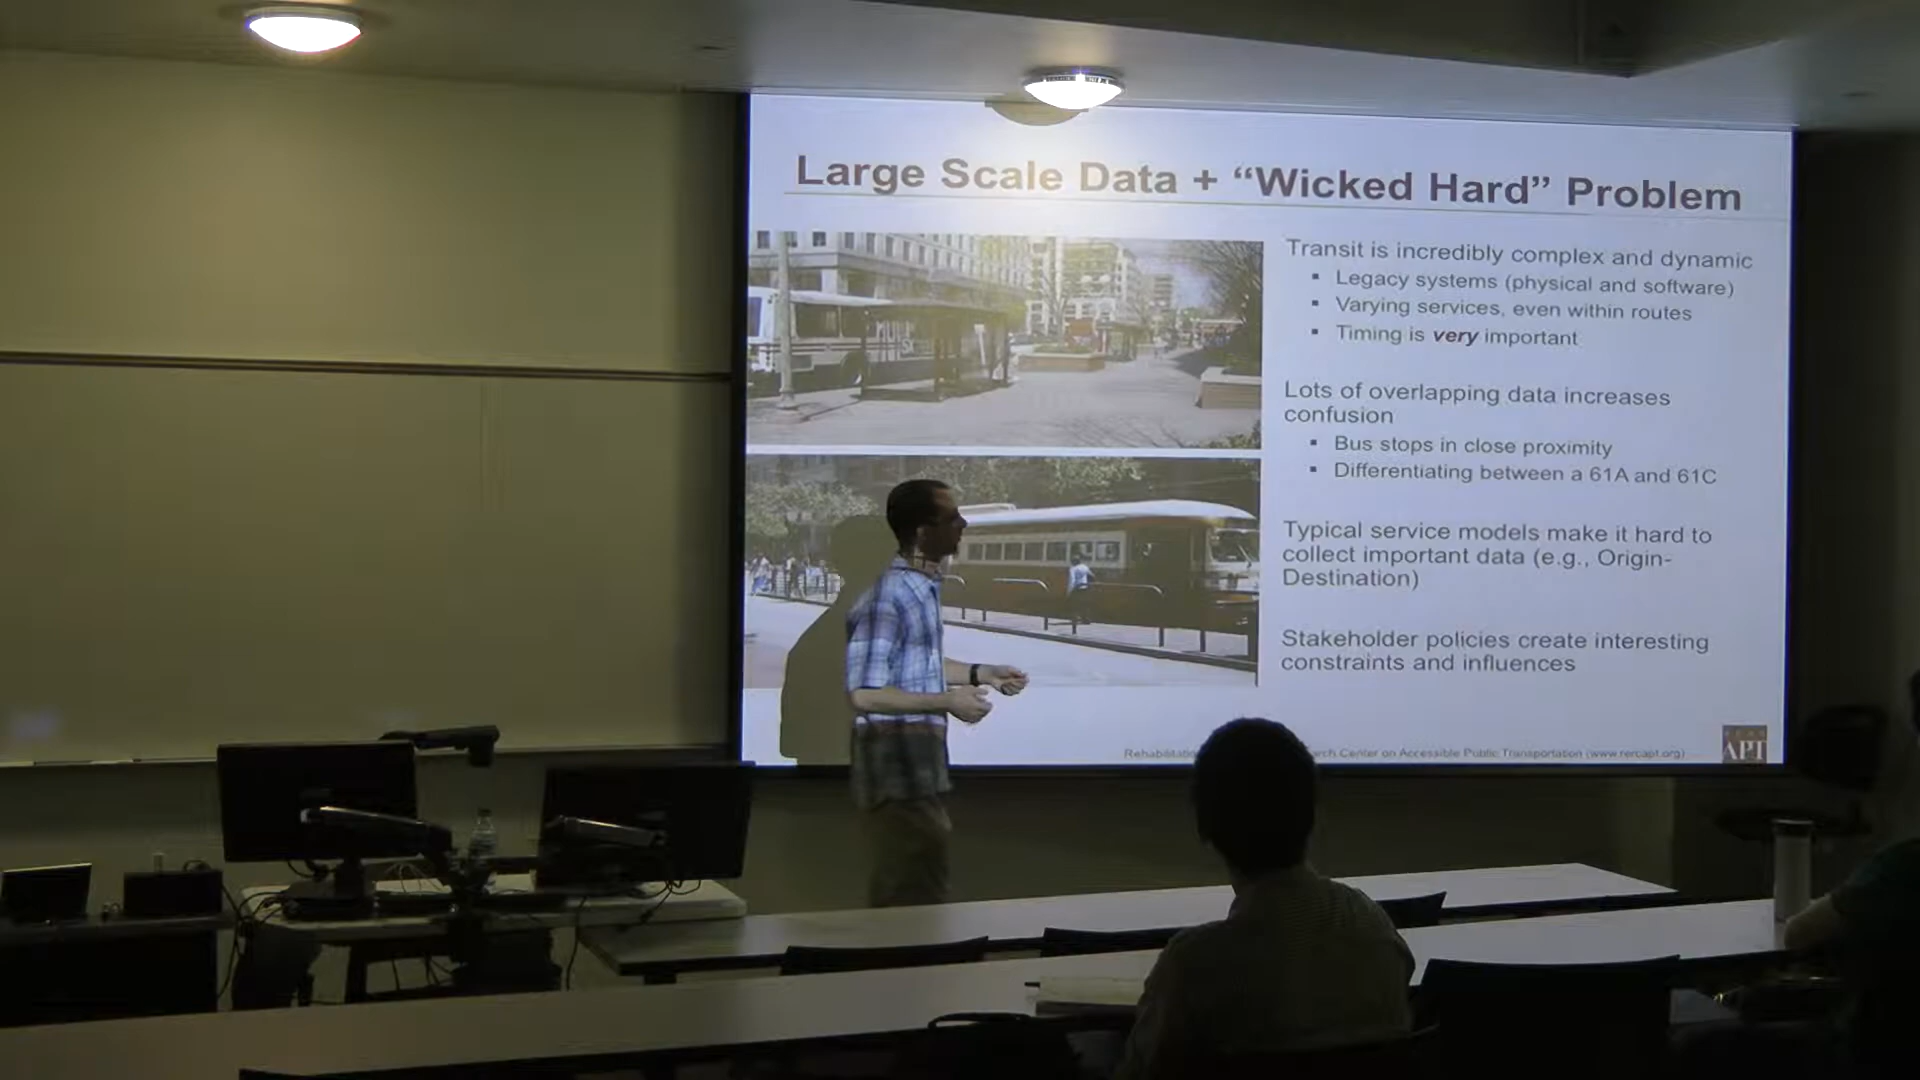 Large Scale Data + “Wicked Hard” Problem
Transit is incredibly complex and dynamic
▪ Legacy systems (physical and software)
▪ Varying services, even within routes
▪ Timing is very important
Lots of overlapping data increases
confusion
▪ Bus stops in close proximity
▪ Differentiating between a 61A and 61C
Typical service models make it hard to
collect important data (e.g., Origin-
Destination)
Stakeholder policies create interesting
constraints and influences
Center on Accessible Public Transportation (www.rercapt.org)
APT